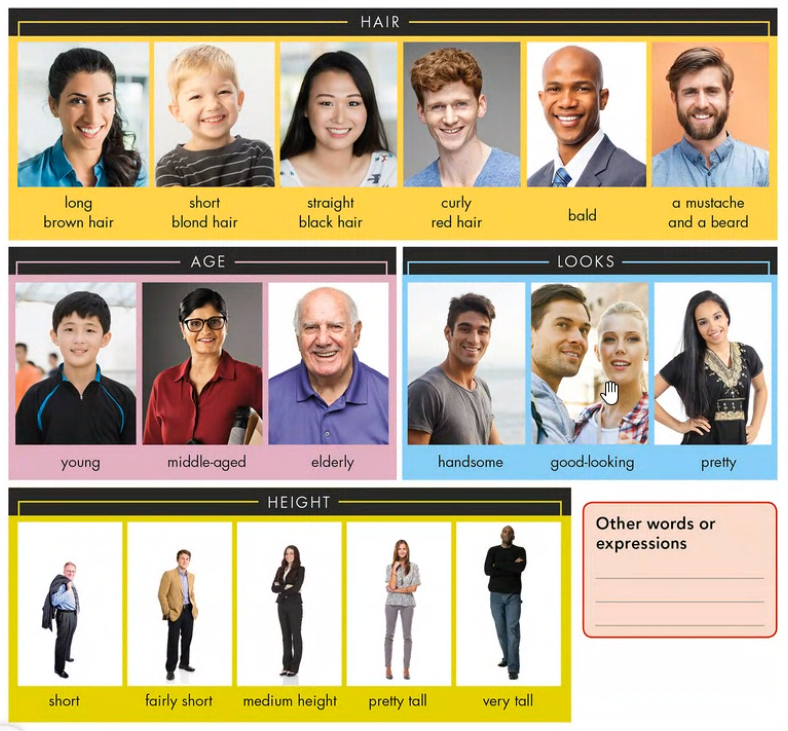 HAIR
long
brown hair
short
blond hair
straight
black hair
curly
red hair
bald
a mustache
and a beard
AGE
young
middle-aged
elderly
LOOKS
handsome
good-looking
pretty
HEIGHT
short
fairly short
medium height
pretty tall
very tall
Other words or
expressions